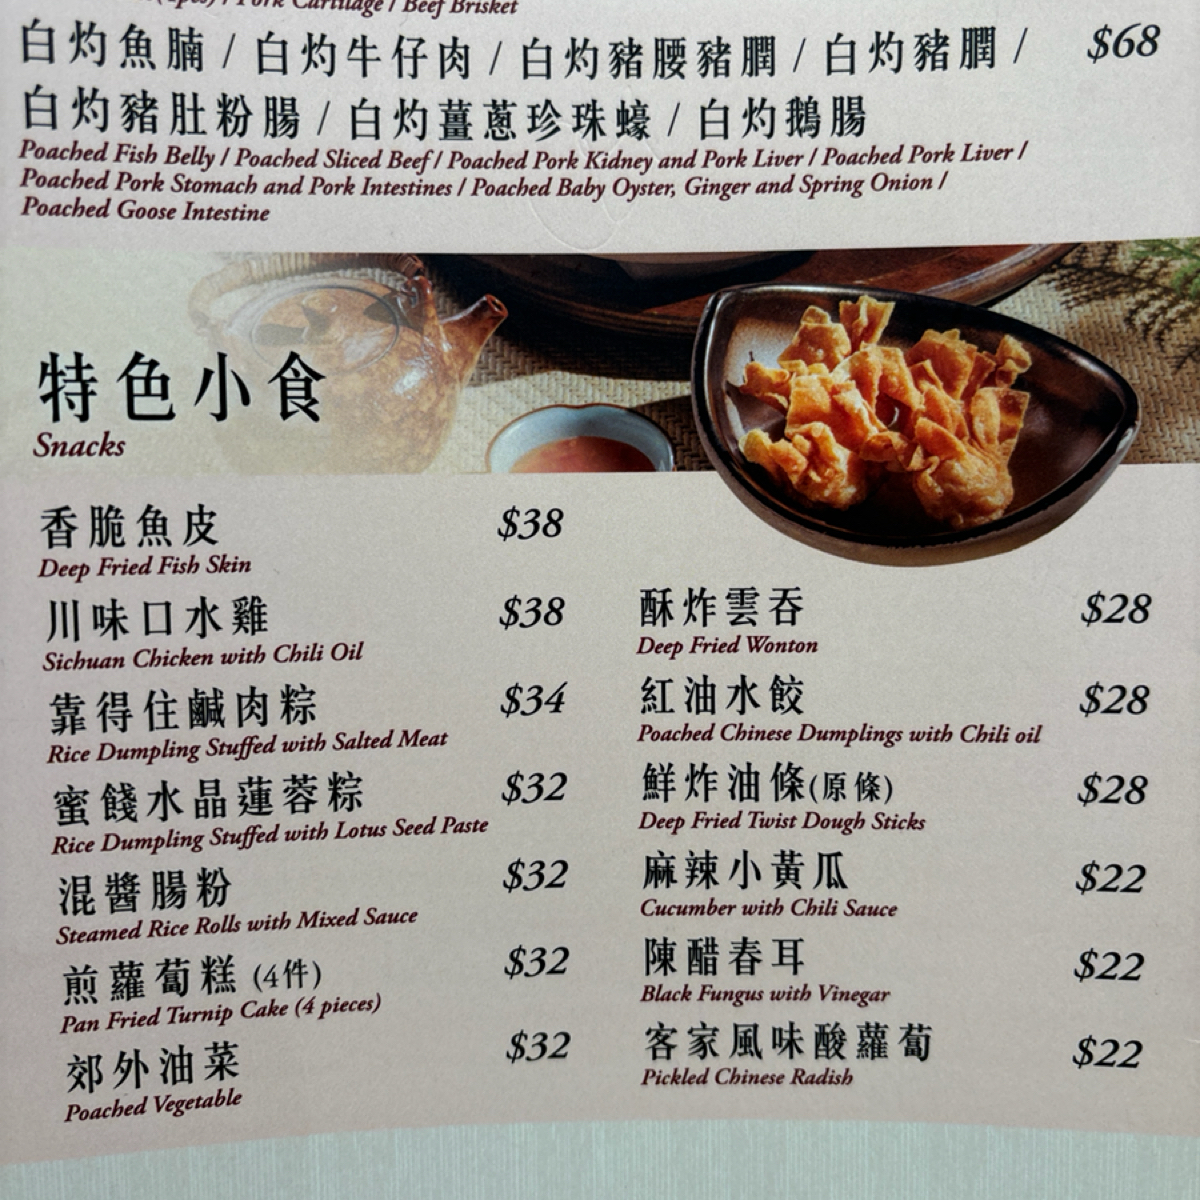 Pork Cartilage / Beef Brisket
白灼魚腩 / 白灼牛仔肉 / 白灼豬腰豬膶 / 白灼豬膶 / $68
白灼豬肚粉腸 / 白灼薑蔥珍珠蠔 / 白灼鵝腸
Poached Fish Belly / Poached Sliced Beef / Poached Pork Kidney and Pork Liver / Poached Pork Liver /
Poached Pork Stomach and Pork Intestines / Poached Baby Oyster, Ginger and Spring Onion /
Poached Goose Intestine
特色小食
Snacks
香脆魚皮 $38
Deep Fried Fish Skin
川味口水雞 $38
Sichuan Chicken with Chili Oil
靠得住鹹肉粽 $34
Rice Dumpling Stuffed with Salted Meat
蜜餞水晶蓮蓉粽 $32
Rice Dumpling Stuffed with Lotus Seed Paste
混醬腸粉 $32
Steamed Rice Rolls with Mixed Sauce
煎蘿蔔糕 (4件) $32
Pan Fried Turnip Cake (4 pieces)
郊外油菜 $32
Poached Vegetable
酥炸雲吞 $28
Deep Fried Wonton
紅油水餃 $28
Poached Chinese Dumplings with Chili oil
鮮炸油條(原條) $28
Deep Fried Twist Dough Sticks
麻辣小黃瓜 $22
Cucumber with Chili Sauce
陳醋春耳 $22
Black Fungus with Vinegar
客家風味酸蘿蔔 $22
Pickled Chinese Radish